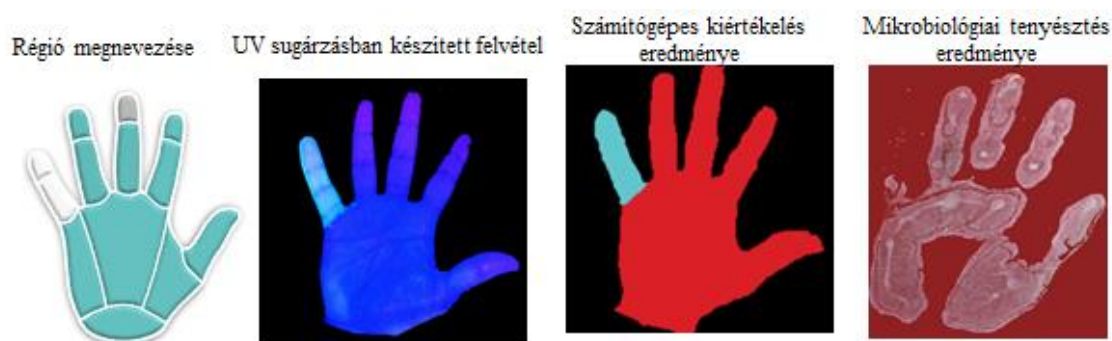 Régió megnevezése
UV sugárzásban készített felvétel
Számítógépes kiértékelés
eredménye
Mikrobiológiai tenyésztés
eredménye